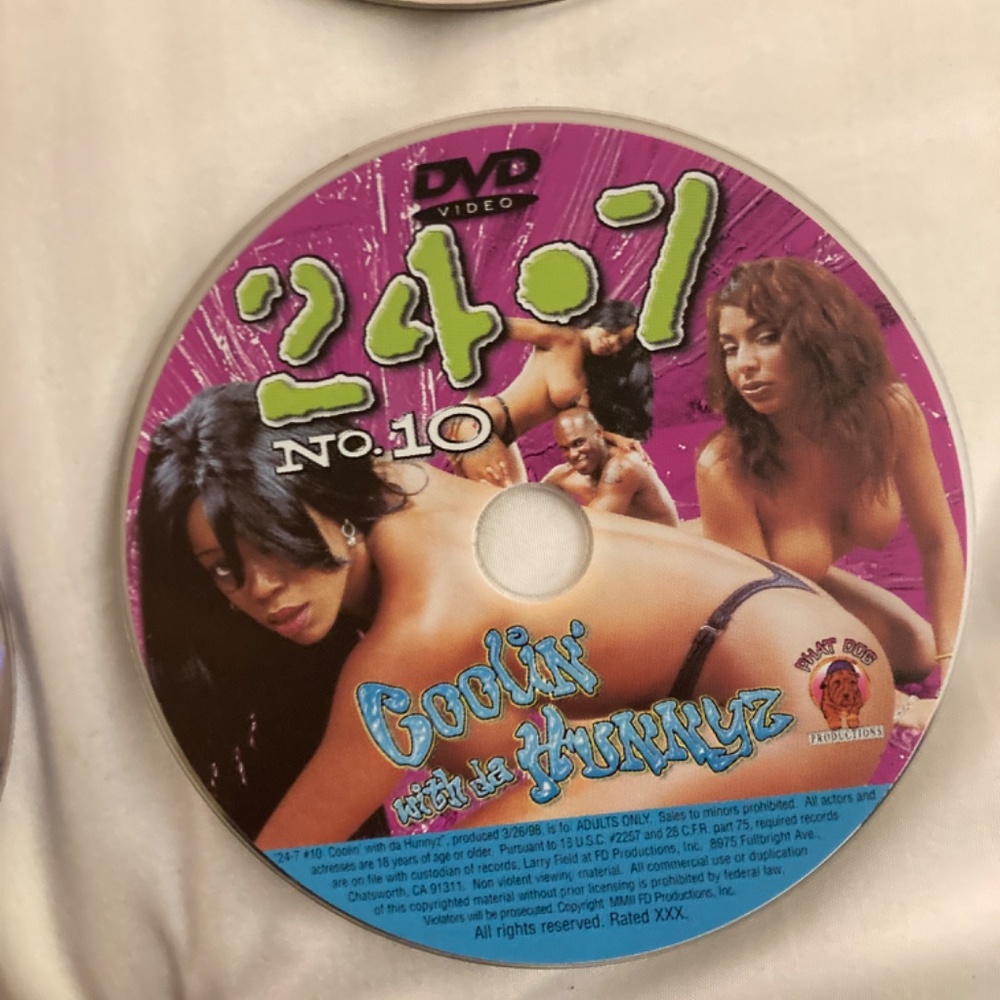 DVD
VIDEO
24•7
No. 10
Coolin'
with da Hunnyz
PHAT DOG
PRODUCTIONS
"24-7 #10 Coolin' with da Hunnyz", produced 3/26/98, is for ADULTS ONLY. Sales to minors prohibited. All actors and
actresses are 18 years of age or older. Pursuant to 18 U.S.C. #2257 and 28 C.F.R. part 75, required records
are on file with custodian of records, Larry Field at FD Productions, Inc. 8975 Fullbright Ave.,
Chatsworth, CA 91311. Non violent viewing material. All commercial use or duplication
of this copyrighted material without prior licensing is prohibited by federal law.
Violators will be prosecuted. Copyright MMII FD Productions, Inc.
All rights reserved. Rated XXX.